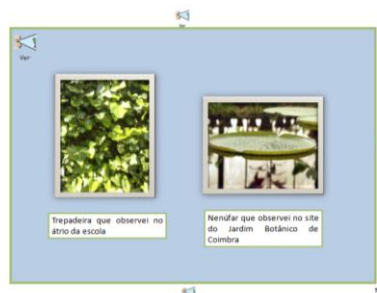 Ver
Trepadeira que observei no
átrio da escola
Nenúfar que observei no site
do Jardim Botânico de
Coimbra